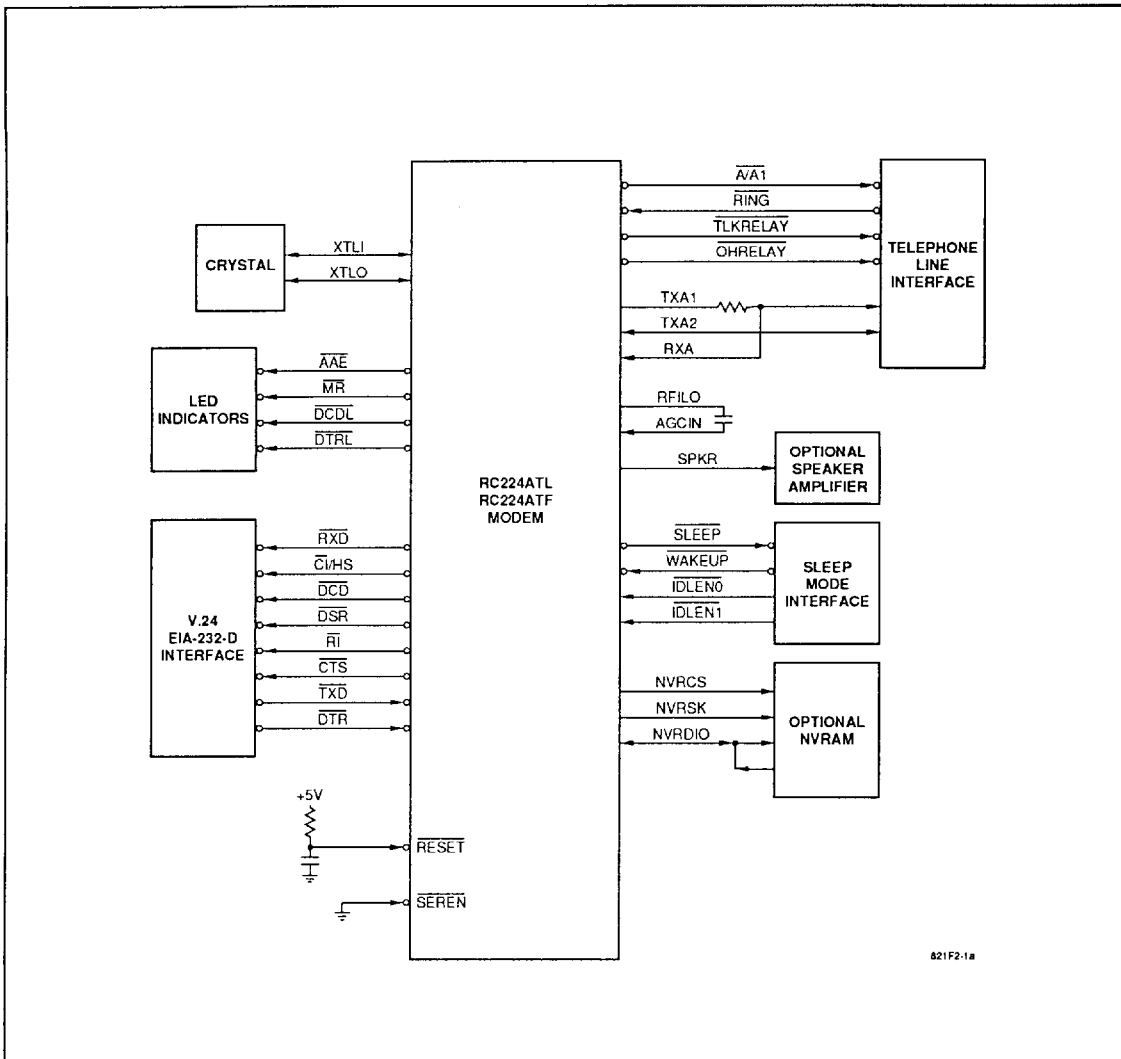 A/A1
RING
TLKRELAY
OHRELAY
TELEPHONE
LINE
INTERFACE
CRYSTAL
XTLI
XTLO
TXA1
TXA2
RXA
LED
INDICATORS
AAE
MR
DCDL
DTRL
RFILO
AGCIN
SPKR
OPTIONAL
SPEAKER
AMPLIFIER
RC224ATL
RC224ATF
MODEM
V.24
EIA-232-D
INTERFACE
RXD
CI/HS
DCD
DSR
RI
CTS
TXD
DTR
SLEEP
WAKEUP
IDLEN0
IDLEN1
SLEEP
MODE
INTERFACE
NVRCS
NVRSK
NVRDIO
OPTIONAL
NVRAM
+5V
RESET
SEREN
821F2-1a